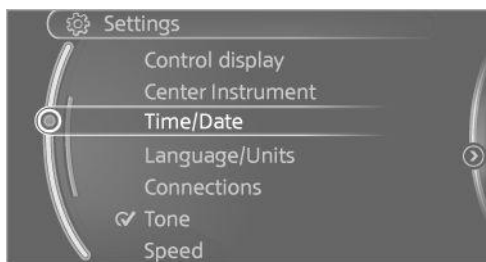 Settings
Control display
Center Instrument
Time/Date
Language/Units
Connections
Tone
Speed